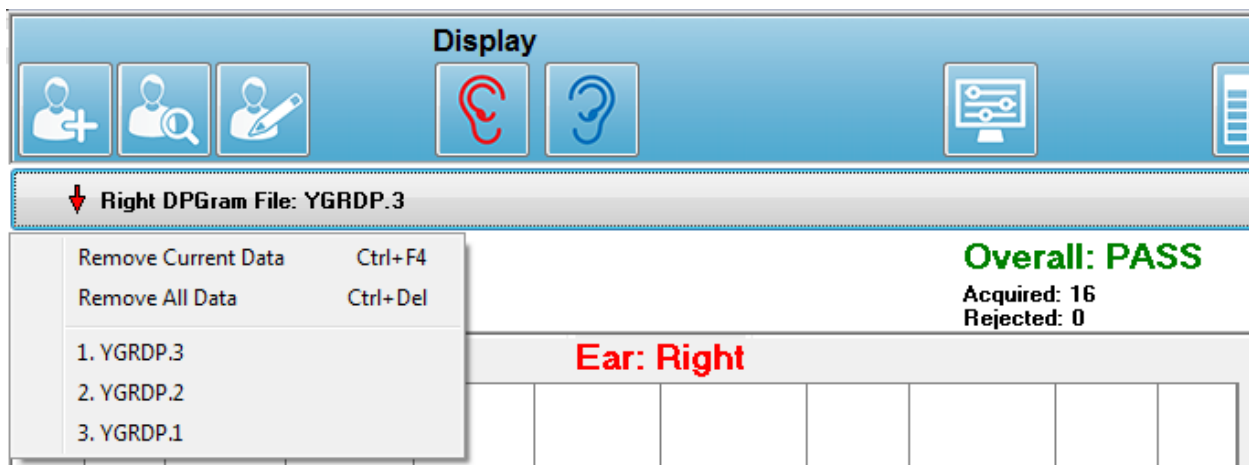 Display
Right DPGram File: YGRDP.3
Remove Current Data Ctrl+F4
Remove All Data Ctrl+Del
1. YGRDP.3
2. YGRDP.2
3. YGRDP.1
Overall: PASS
Acquired: 16
Rejected: 0
Ear: Right